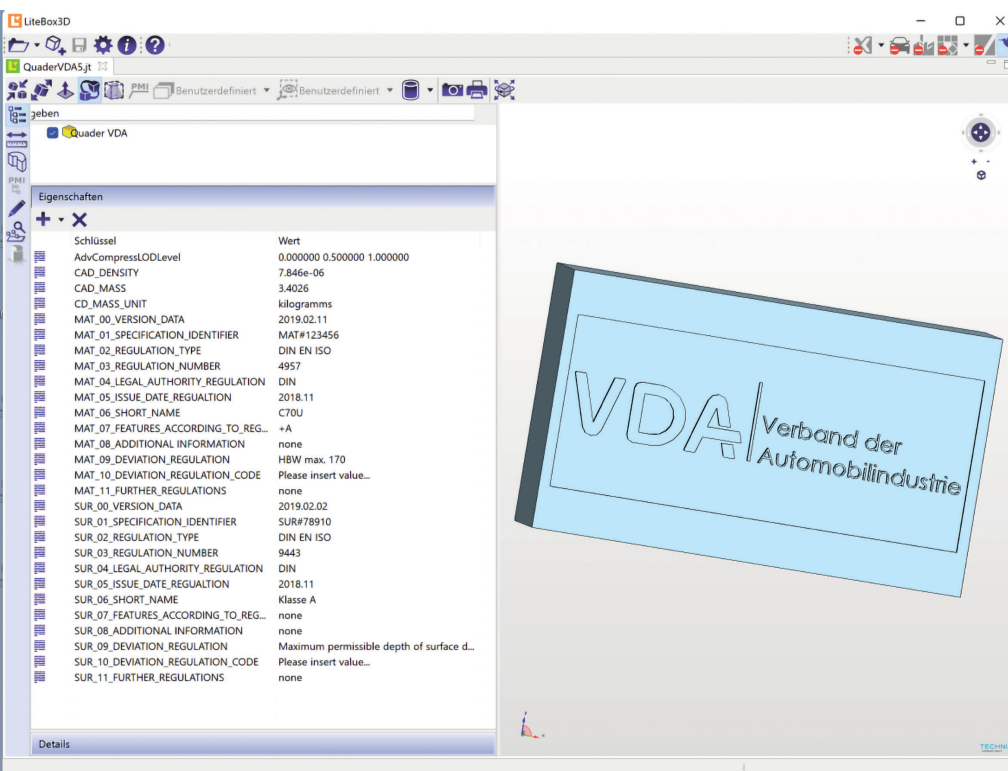 LiteBox3D
QuaderVDA5.jt
PMI
Benutzerdefiniert
Benutzerdefiniert
geben
Quader VDA
PMI
Eigenschaften
Schlüssel Wert
AdvCompressLODLevel 0.000000 0.500000 1.000000
CAD_DENSITY 7.846e-06
CAD_MASS 3.4026
CD_MASS_UNIT kilogramms
MAT_00_VERSION_DATA 2019.02.11
MAT_01_SPECIFICATION_IDENTIFIER MAT#123456
MAT_02_REGULATION_TYPE DIN EN ISO
MAT_03_REGULATION_NUMBER 4957
MAT_04_LEGAL_AUTHORITY_REGULATION DIN
MAT_05_ISSUE_DATE_REGUALTION 2018.11
MAT_06_SHORT_NAME C70U
MAT_07_FEATURES_ACCORDING_TO_REG... +A
MAT_08_ADDITIONAL INFORMATION none
MAT_09_DEVIATION_REGULATION HBW max. 170
MAT_10_DEVIATION_REGULATION_CODE Please insert value...
MAT_11_FURTHER_REGULATIONS none
SUR_00_VERSION_DATA 2019.02.02
SUR_01_SPECIFICATION_IDENTIFIER SUR#78910
SUR_02_REGULATION_TYPE DIN EN ISO
SUR_03_REGULATION_NUMBER 9443
SUR_04_LEGAL_AUTHORITY_REGULATION DIN
SUR_05_ISSUE_DATE_REGUALTION 2018.11
SUR_06_SHORT_NAME Klasse A
SUR_07_FEATURES_ACCORDING_TO_REG... none
SUR_08_ADDITIONAL INFORMATION none
SUR_09_DEVIATION_REGULATION Maximum permissible depth of surface d...
SUR_10_DEVIATION_REGULATION_CODE Please insert value...
SUR_11_FURTHER_REGULATIONS none
Details
VDA
Verband der
Automobilindustrie
TECHNI